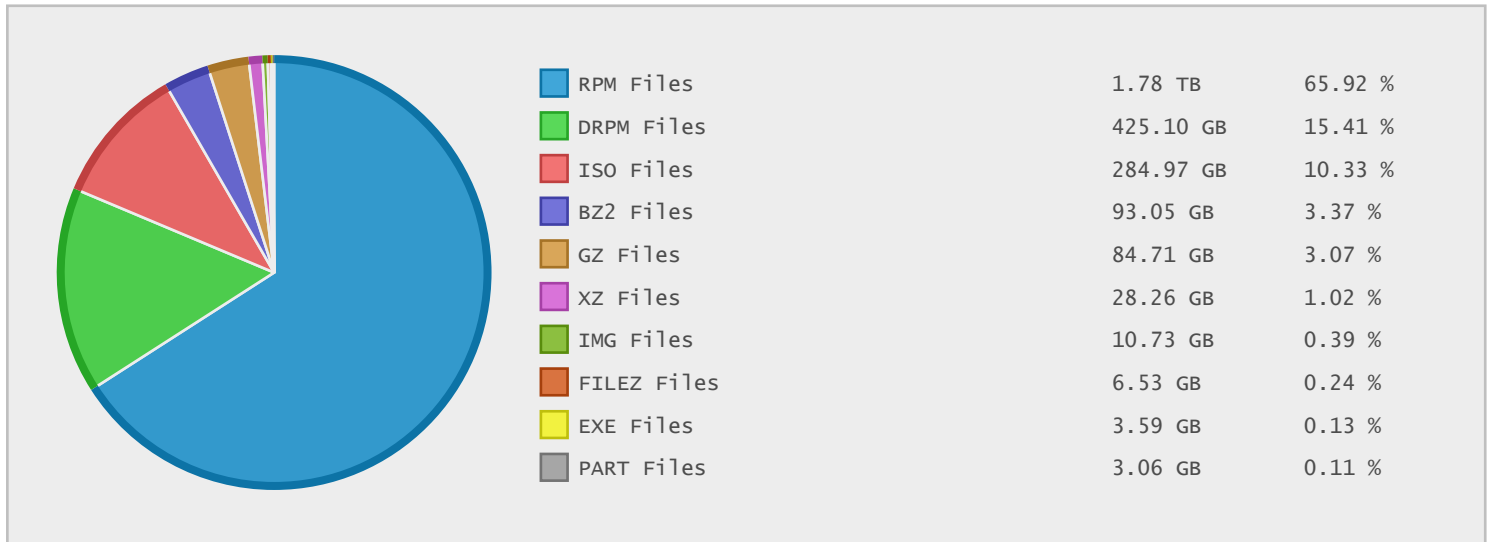 RPM Files 1.78 TB 65.92 %
DRPM Files 425.10 GB 15.41 %
ISO Files 284.97 GB 10.33 %
BZ2 Files 93.05 GB 3.37 %
GZ Files 84.71 GB 3.07 %
XZ Files 28.26 GB 1.02 %
IMG Files 10.73 GB 0.39 %
FILEZ Files 6.53 GB 0.24 %
EXE Files 3.59 GB 0.13 %
PART Files 3.06 GB 0.11 %